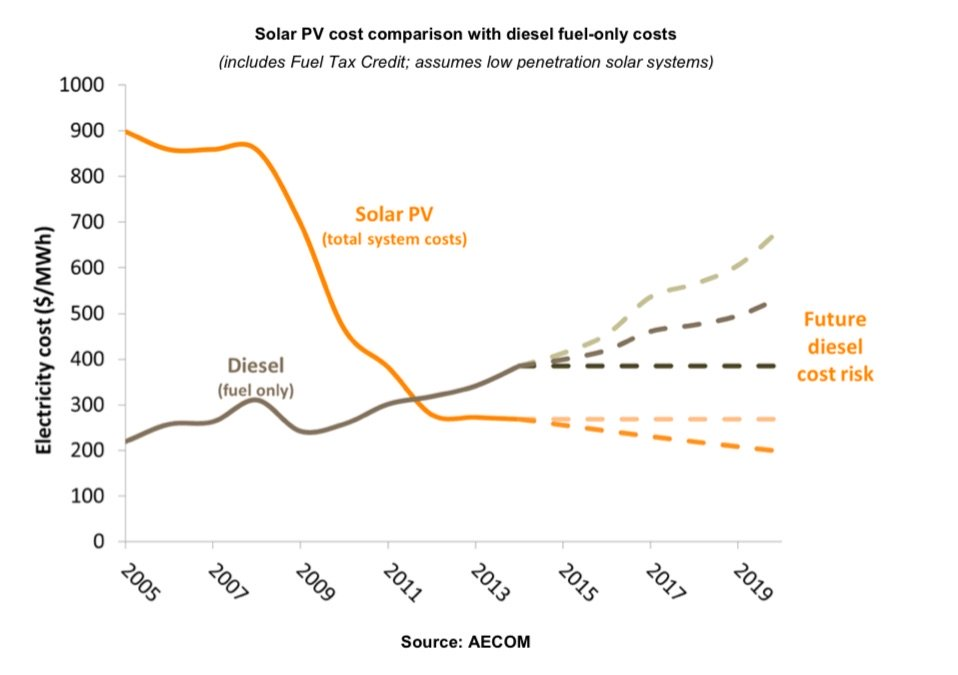 Solar PV cost comparison with diesel fuel-only costs
(includes Fuel Tax Credit; assumes low penetration solar systems)
Electricity cost ($/MWh)
1000
900
800
700
600
500
400
300
200
100
0
Solar PV
(total system costs)
Diesel
(fuel only)
Future
diesel
cost risk
2005
2007
2009
2011
2013
2015
2017
2019
Source: AECOM